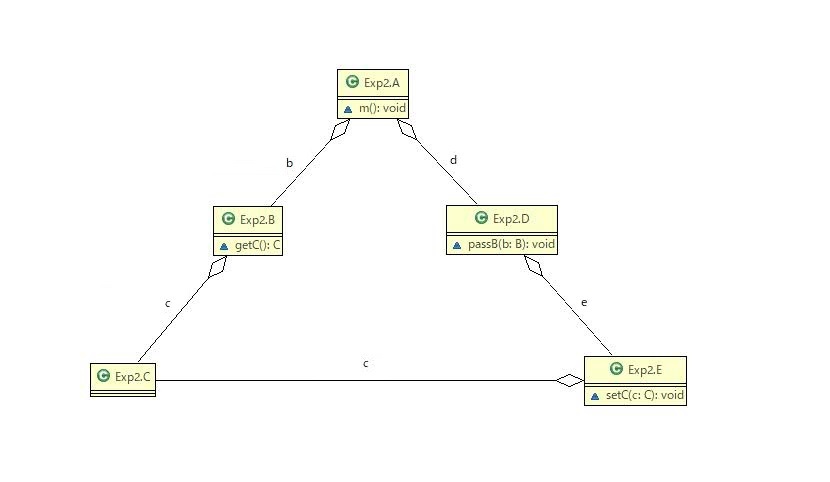 C Exp2.A
m(): void
b
d
C Exp2.B
getC(): C
C Exp2.D
passB(b: B): void
c
e
C Exp2.C
c
C Exp2.E
setC(c: C): void